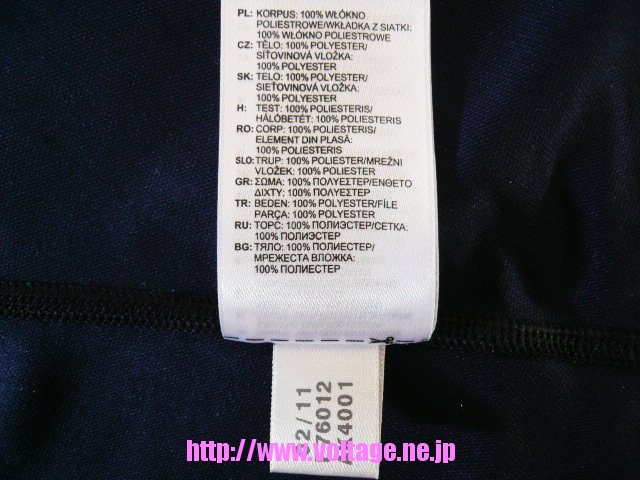 PL: KORPUS: 100% WŁÓKNO
POLIESTROWE/WKŁADKA Z SIATKI:
100% WŁÓKNO POLIESTROWE
CZ: TĚLO: 100% POLYESTER/
SÍŤOVINOVÁ VLOŽKA:
100% POLYESTER
SK: TELO: 100% POLYESTER/
SIEŤOVINOVÁ VLOŽKA:
100% POLYESTER
H: TEST: 100% POLIESTERIS/
HÁLÓBETÉT: 100% POLIESTERIS
RO: CORP: 100% POLIESTERIS/
ELEMENT DIN PLASĂ:
100% POLIESTERIS
SLO: TRUP: 100% POLIESTER/MREŽNI
VLOŽEK: 100% POLIESTER
GR: ΣΩΜΑ: 100% ΠΟΛΥΕΣΤΕΡ/ΕΝΘΕΤΟ
ΔΙΧΤΥ: 100% ΠΟΛΥΕΣΤΕΡ
TR: BEDEN: 100% POLYESTER/FİLE
PARÇA: 100% POLYESTER
RU: ТОРС: 100% ПОЛИЭСТЕР/СЕТКА:
100% ПОЛИЭСТЕР
BG: ТЯЛО: 100% ПОЛИЕСТЕР/
МРЕЖЕСТА ВЛОЖКА:
100% ПОЛИЕСТЕР
http://www.voltage.ne.jp